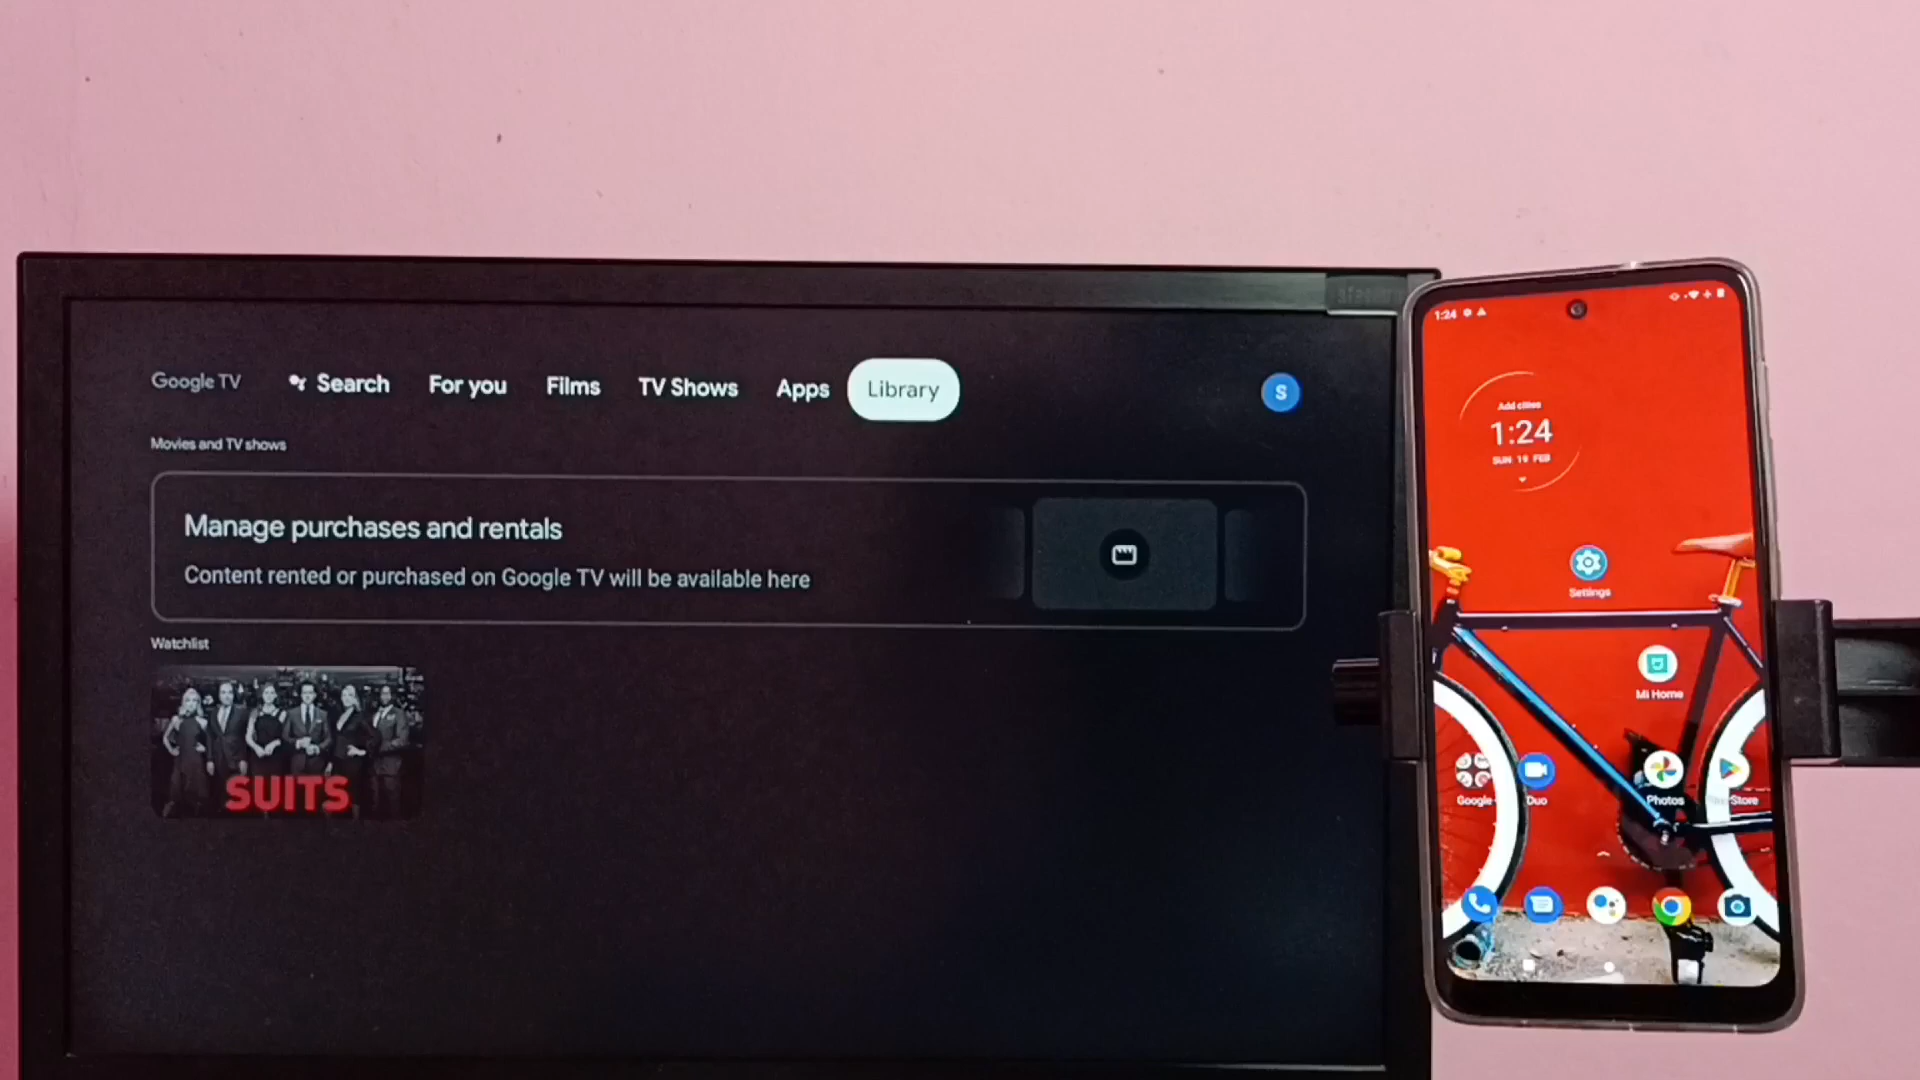 Google TV
Search
For you
Films
TV Shows
Apps
Library
S
Movies and TV shows
Manage purchases and rentals
Content rented or purchased on Google TV will be available here
Watchlist
SUITS
1:24
Add cities
1:24
SUN 19 FEB
Settings
Mi Home
Google
Duo
Photos
Store